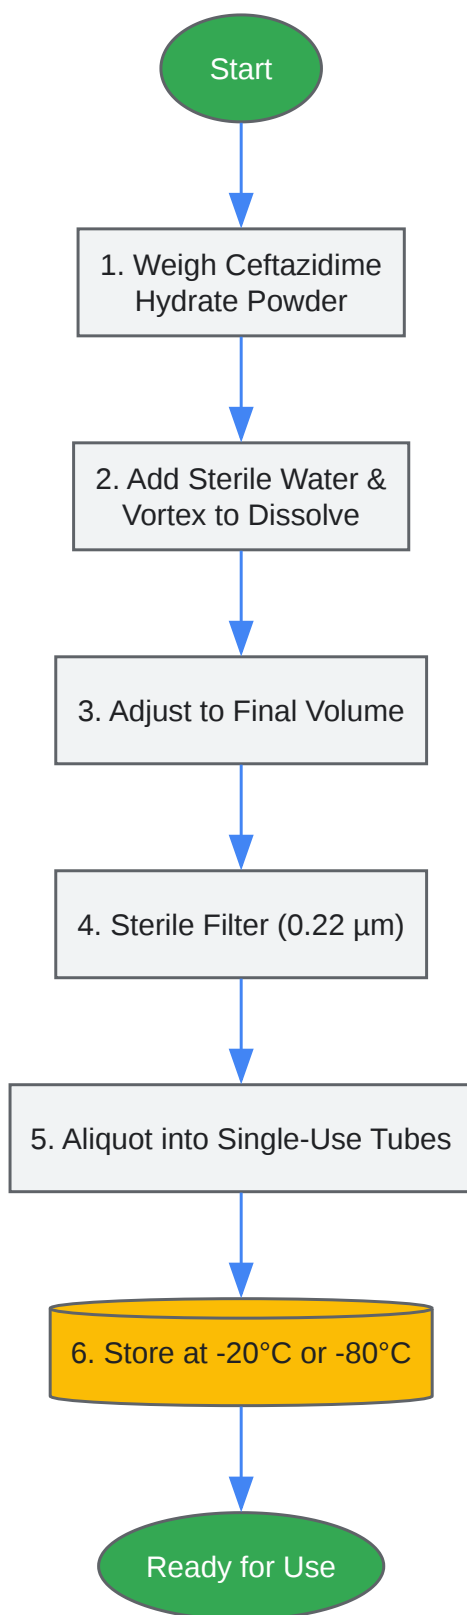 Start
1. Weigh Ceftazidime
Hydrate Powder
2. Add Sterile Water &
Vortex to Dissolve
3. Adjust to Final Volume
4. Sterile Filter (0.22 µm)
5. Aliquot into Single-Use Tubes
6. Store at -20°C or -80°C
Ready for Use